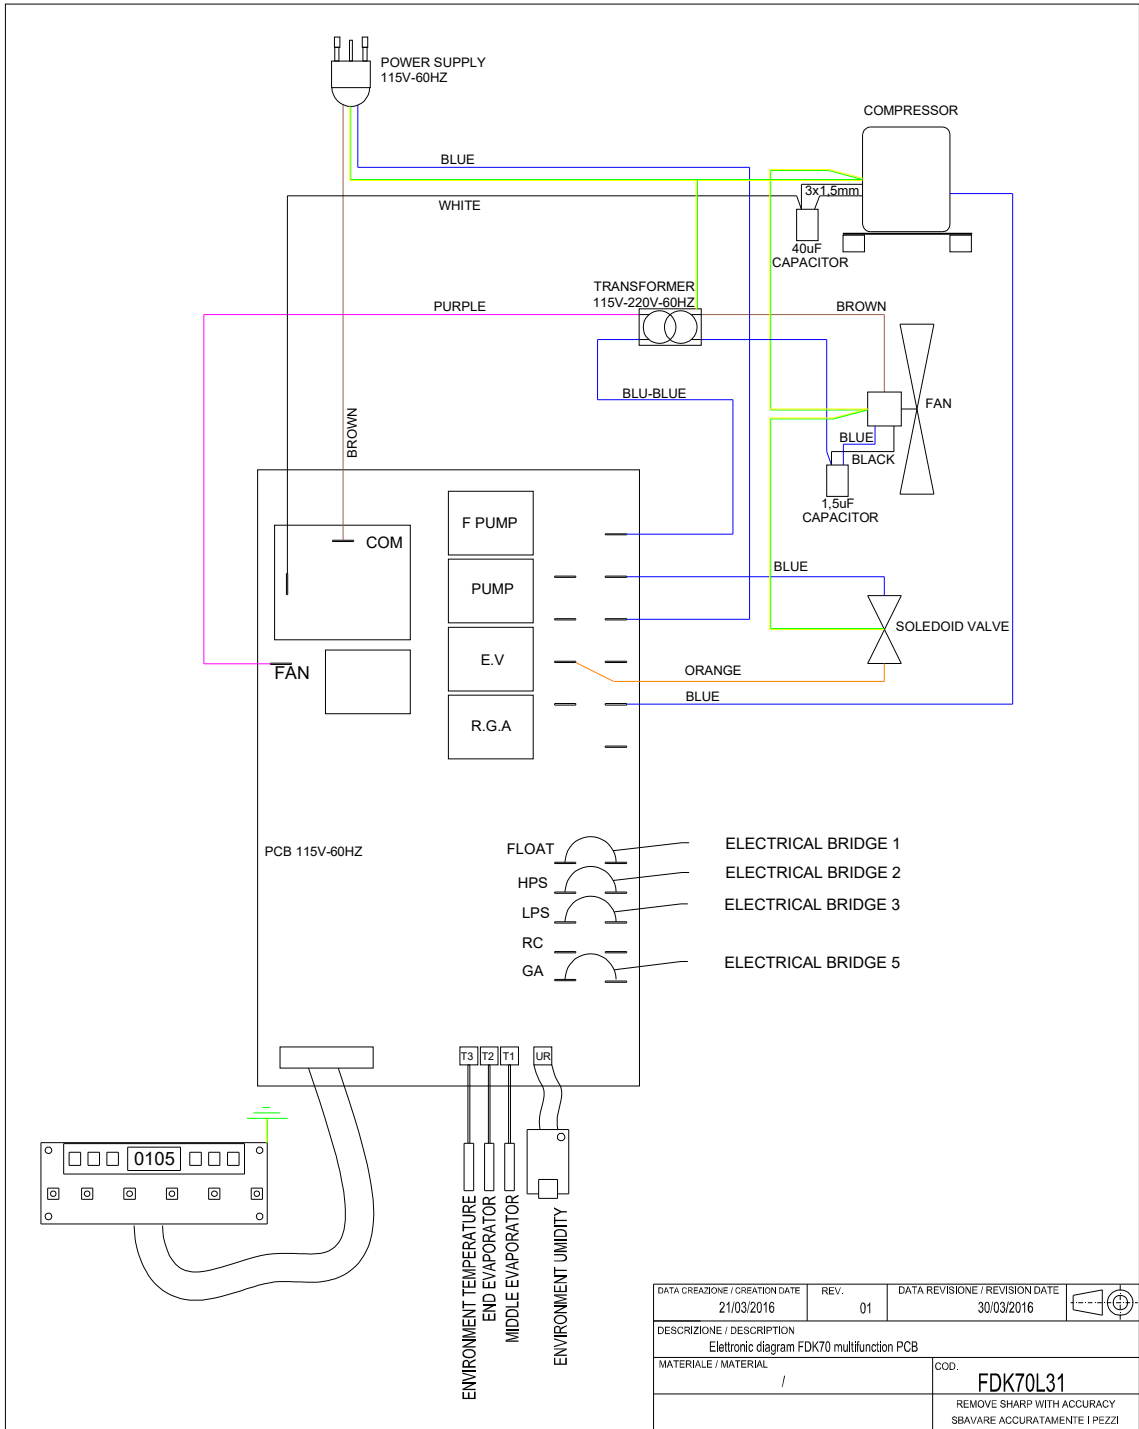 POWER SUPPLY
115V-60HZ
COMPRESSOR
BLUE
3x1,5mm
WHITE
40uF
CAPACITOR
TRANSFORMER
115V-220V-60HZ
PURPLE
BROWN
BLU-BLUE
FAN
BROWN
BLUE
BLACK
1,5uF
CAPACITOR
F PUMP
COM
BLUE
PUMP
SOLEDOID VALVE
E.V
FAN
ORANGE
BLUE
R.G.A
PCB 115V-60HZ
FLOAT
ELECTRICAL BRIDGE 1
HPS
ELECTRICAL BRIDGE 2
LPS
ELECTRICAL BRIDGE 3
RC
GA
ELECTRICAL BRIDGE 5
T3
T2
T1
UR
0105
ENVIRONMENT TEMPERATURE
END EVAPORATOR
MIDDLE EVAPORATOR
ENVIRONMENT UMIDITY
DATA CREAZIONE / CREATION DATE
21/03/2016
REV.
01
DATA REVISIONE / REVISION DATE
30/03/2016
DESCRIZIONE / DESCRIPTION
Elettronic diagram FDK70 multifunction PCB
MATERIALE / MATERIAL
/
COD.
FDK70L31
REMOVE SHARP WITH ACCURACY
SBAVARE ACCURATAMENTE I PEZZI